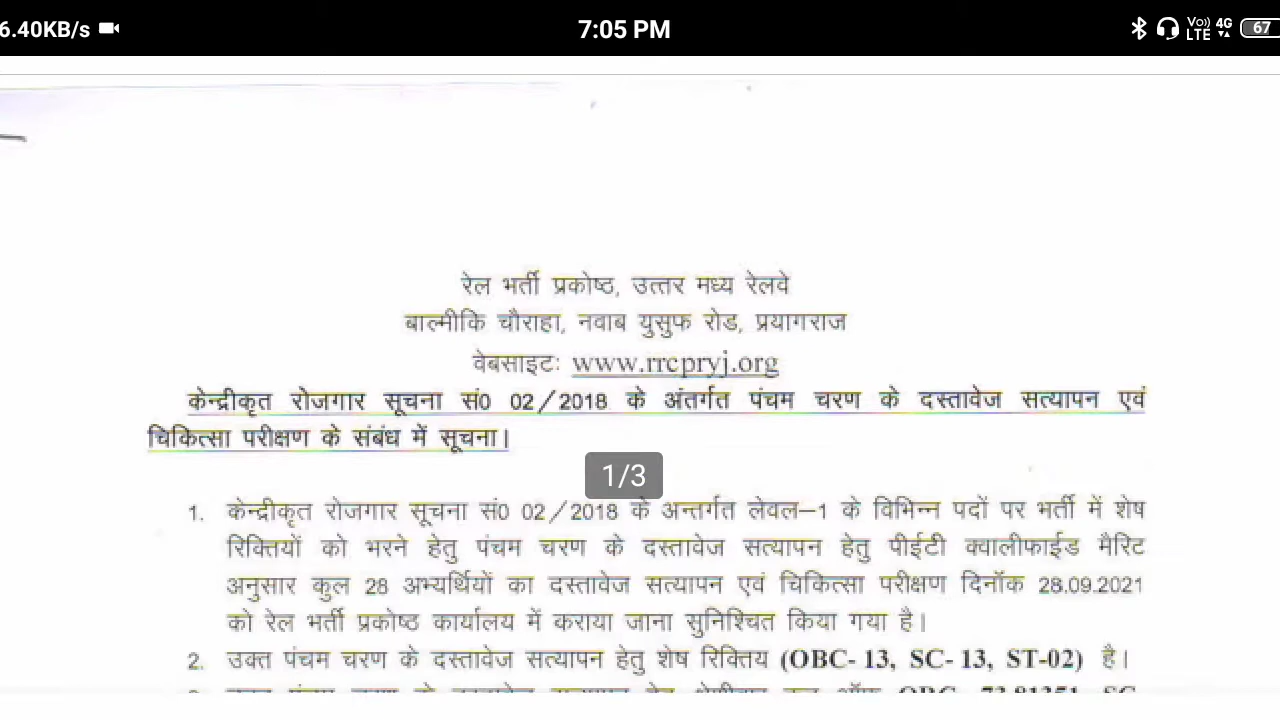 6.40KB/s 7:05 PM Vo)) LTE 4G 67
रेल भर्ती प्रकोष्ठ, उत्तर मध्य रेलवे
बाल्मीकि चौराहा, नवाब युसुफ रोड, प्रयागराज
वेबसाइटः www.rrcpryj.org
केन्द्रीकृत रोजगार सूचना सं0 02/2018 के अंतर्गत पंचम चरण के दस्तावेज सत्यापन एवं
चिकित्सा परीक्षण के संबंध में सूचना।
1/3
1. केन्द्रीकृत रोजगार सूचना सं0 02/2018 के अन्तर्गत लेवल–1 के विभिन्न पदों पर भर्ती में शेष
रिक्तियों को भरने हेतु पंचम चरण के दस्तावेज सत्यापन हेतु पीईटी क्वालीफाईड मैरिट
अनुसार कुल 28 अभ्यर्थियों का दस्तावेज सत्यापन एवं चिकित्सा परीक्षण दिनॉक 28.09.2021
को रेल भर्ती प्रकोष्ठ कार्यालय में कराया जाना सुनिश्चित किया गया है।
2. उक्त पंचम चरण के दस्तावेज सत्यापन हेतु शेष रिक्तिय (OBC- 13, SC- 13, ST-02) है।